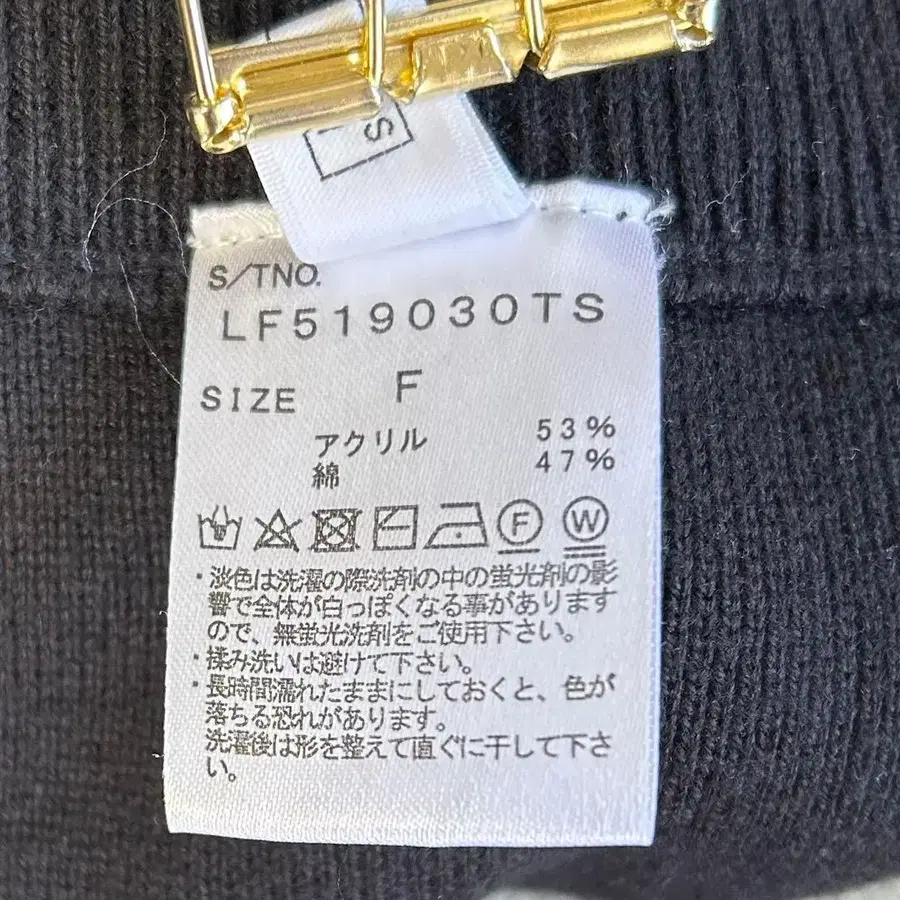 S
S/TNO.
LF519030TS
SIZE F
アクリル 53%
綿 47%
F W
・淡色は洗濯の際洗剤の中の蛍光剤の影
響で全体が白っぽくなる事があります
ので、無蛍光洗剤をご使用下さい。
・揉み洗いは避けて下さい。
・長時間濡れたままにしておくと、色が
落ちる恐れがあります。
洗濯後は形を整えて直ぐに干して下さ
い。